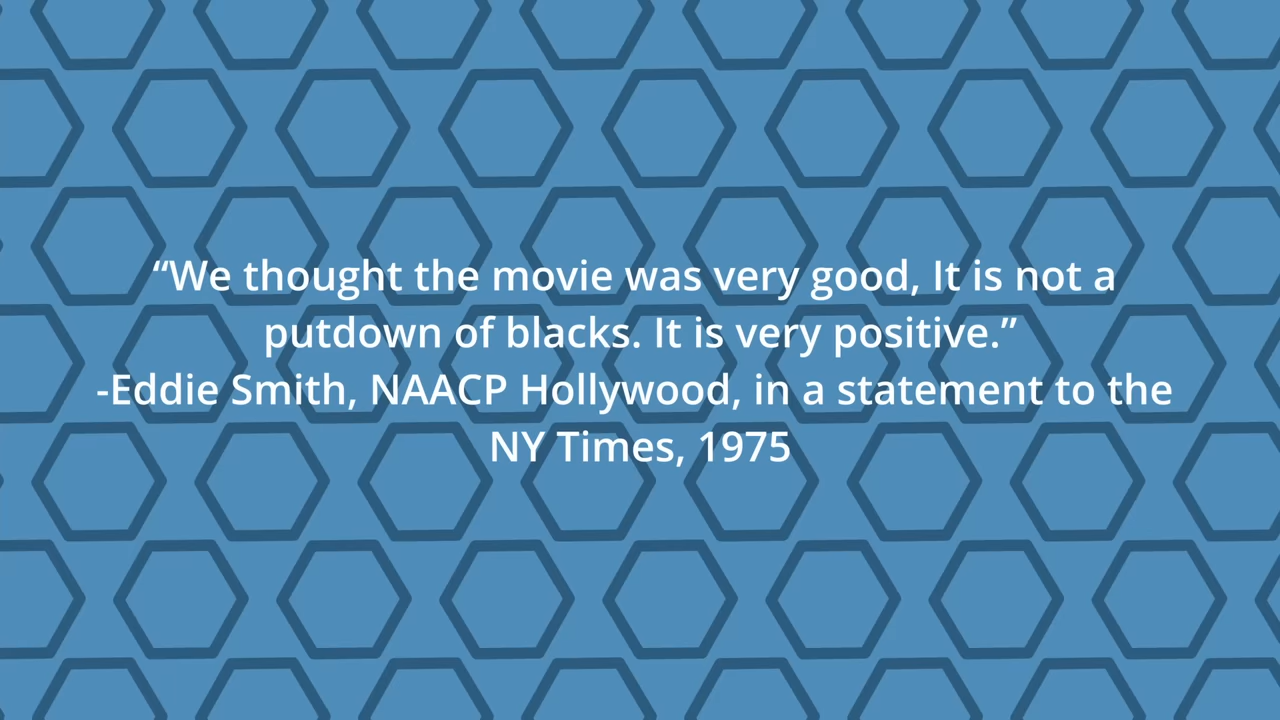 “We thought the movie was very good, It is not a
putdown of blacks. It is very positive.”
-Eddie Smith, NAACP Hollywood, in a statement to the
NY Times, 1975